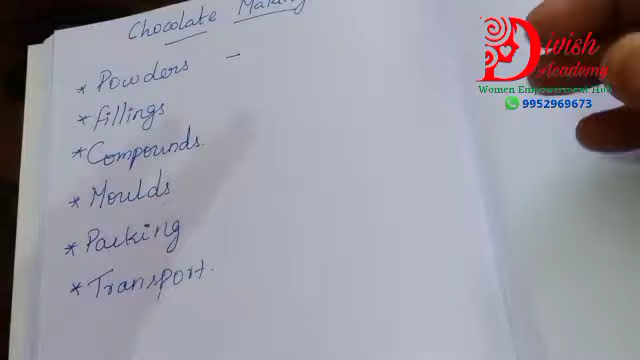 Chocolate Making
* Powders –
* Fillings
* Compounds.
* Moulds
* Packing
* Transport.
Divish
Academy
Women Empowerment Hub
9952969673